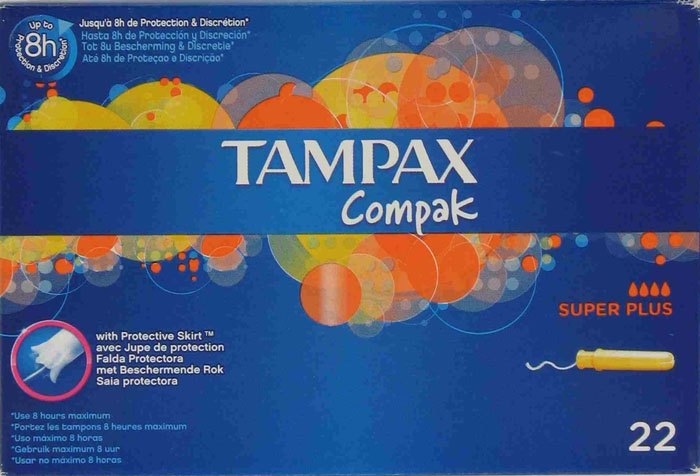 Up to
8h
Protection & Discretion
Jusqu'à 8h de Protection & Discrétion*
Hasta 8h de Protección y Discreción*
Tot 8u Bescherming & Discretie*
Até 8h de Proteçao e Discrição*
TAMPAX
Compak
SUPER PLUS
with Protective Skirt ™
avec Jupe de protection
Falda Protectora
met Beschermende Rok
Saia protectora
*Use 8 hours maximum
*Portez les tampons 8 heures maximum
*Uso máximo 8 horas
*Gebruik maximum 8 uur
*Usar no máximo 8 horas
22